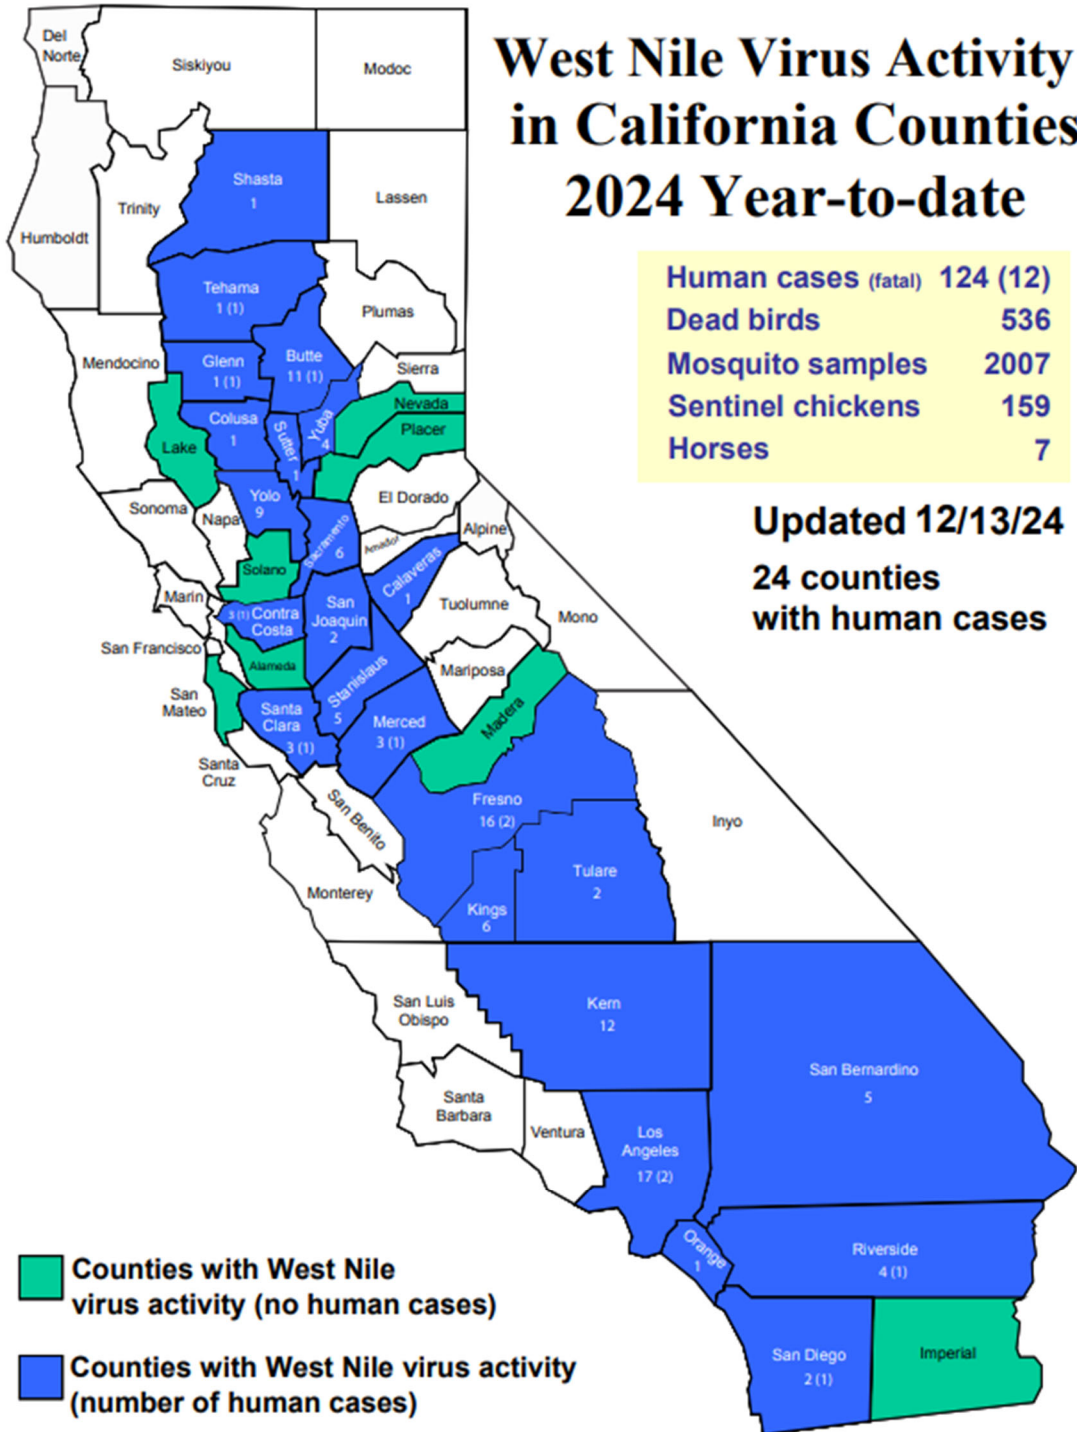 West Nile Virus Activity
in California Counties
2024 Year-to-date
Human cases (fatal) 124 (12)
Dead birds 536
Mosquito samples 2007
Sentinel chickens 159
Horses 7
Updated 12/13/24
24 counties
with human cases
Del
Norte
Siskiyou
Modoc
Shasta
1
Lassen
Trinity
Humboldt
Tehama
1 (1)
Plumas
Mendocino
Glenn
1 (1)
Butte
11 (1)
Sierra
Nevada
Colusa
1
Sutter
1
Yuba
4
Placer
Lake
El Dorado
Yolo
9
Sonoma
Napa
Sacramento
6
Amador
Alpine
Solano
Calaveras
1
Marin
3 (1) Contra
Costa
San
Joaquin
2
Tuolumne
Mono
San Francisco
Alameda
Mariposa
San
Mateo
Stanislaus
5
Santa
Clara
3 (1)
Merced
3 (1)
Madera
Santa
Cruz
San Benito
Fresno
16 (2)
Inyo
Monterey
Kings
6
Tulare
2
San Luis
Obispo
Kern
12
San Bernardino
5
Santa
Barbara
Ventura
Los
Angeles
17 (2)
Orange
1
Riverside
4 (1)
San Diego
2 (1)
Imperial
Counties with West Nile
virus activity (no human cases)
Counties with West Nile virus activity
(number of human cases)